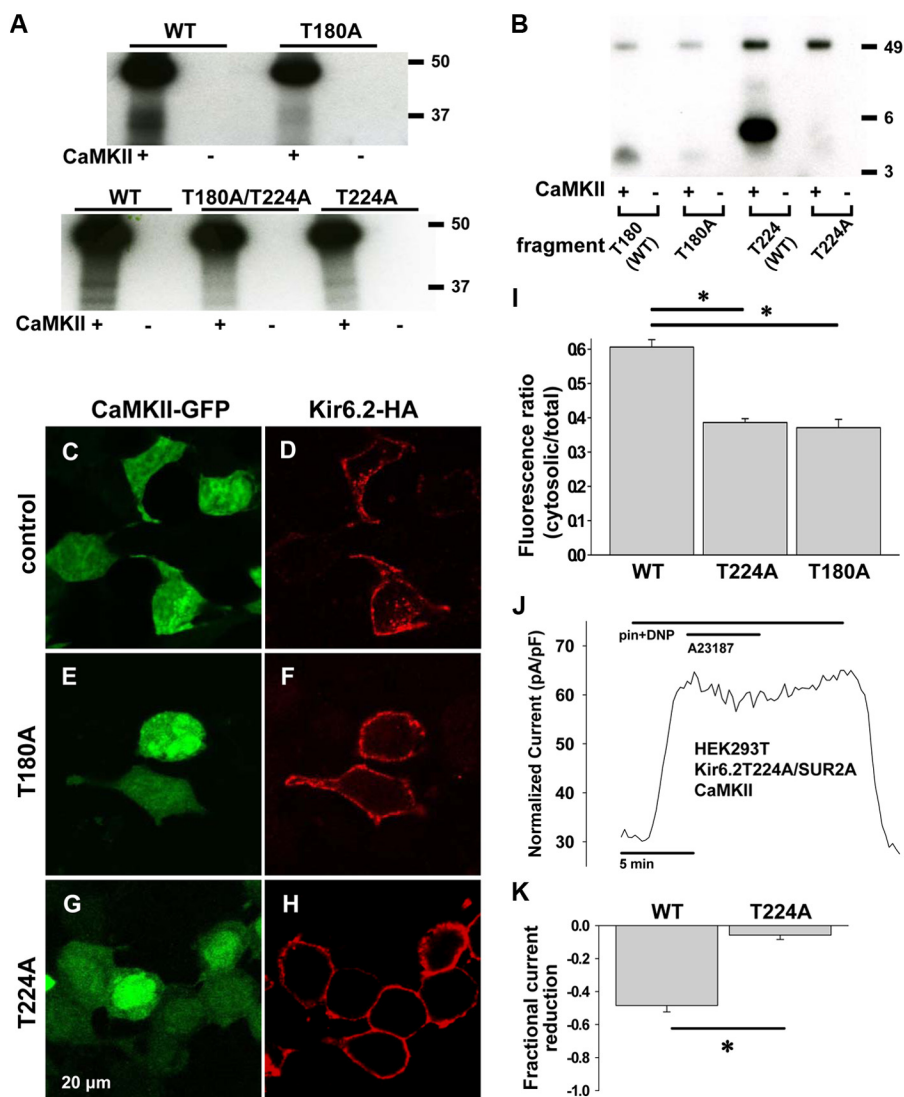 A
WT T180A
50
37
CaMKII + - + -
WT T180A/T224A T224A
50
37
CaMKII + - + - + -
B
49
6
3
CaMKII + - + - + - + -
fragment T180 (WT) T180A T224 (WT) T224A
CaMKII-GFP Kir6.2-HA
control
C D
T180A
E F
T224A
G H
20 µm
I
* 
*
Fluorescence ratio
(cytosolic/total)
0.6
0.5
0.4
0.3
0.2
0.1
0.0
WT T224A T180A
J
Normalized Current (pA/pF)
70
60
50
40
30
pin+DNP
A23187
HEK293T
Kir6.2T224A/SUR2A
CaMKII
5 min
K
WT T224A
Fractional current
reduction
0.0
-0.2
-0.4
-0.6
-0.8
-1.0
*